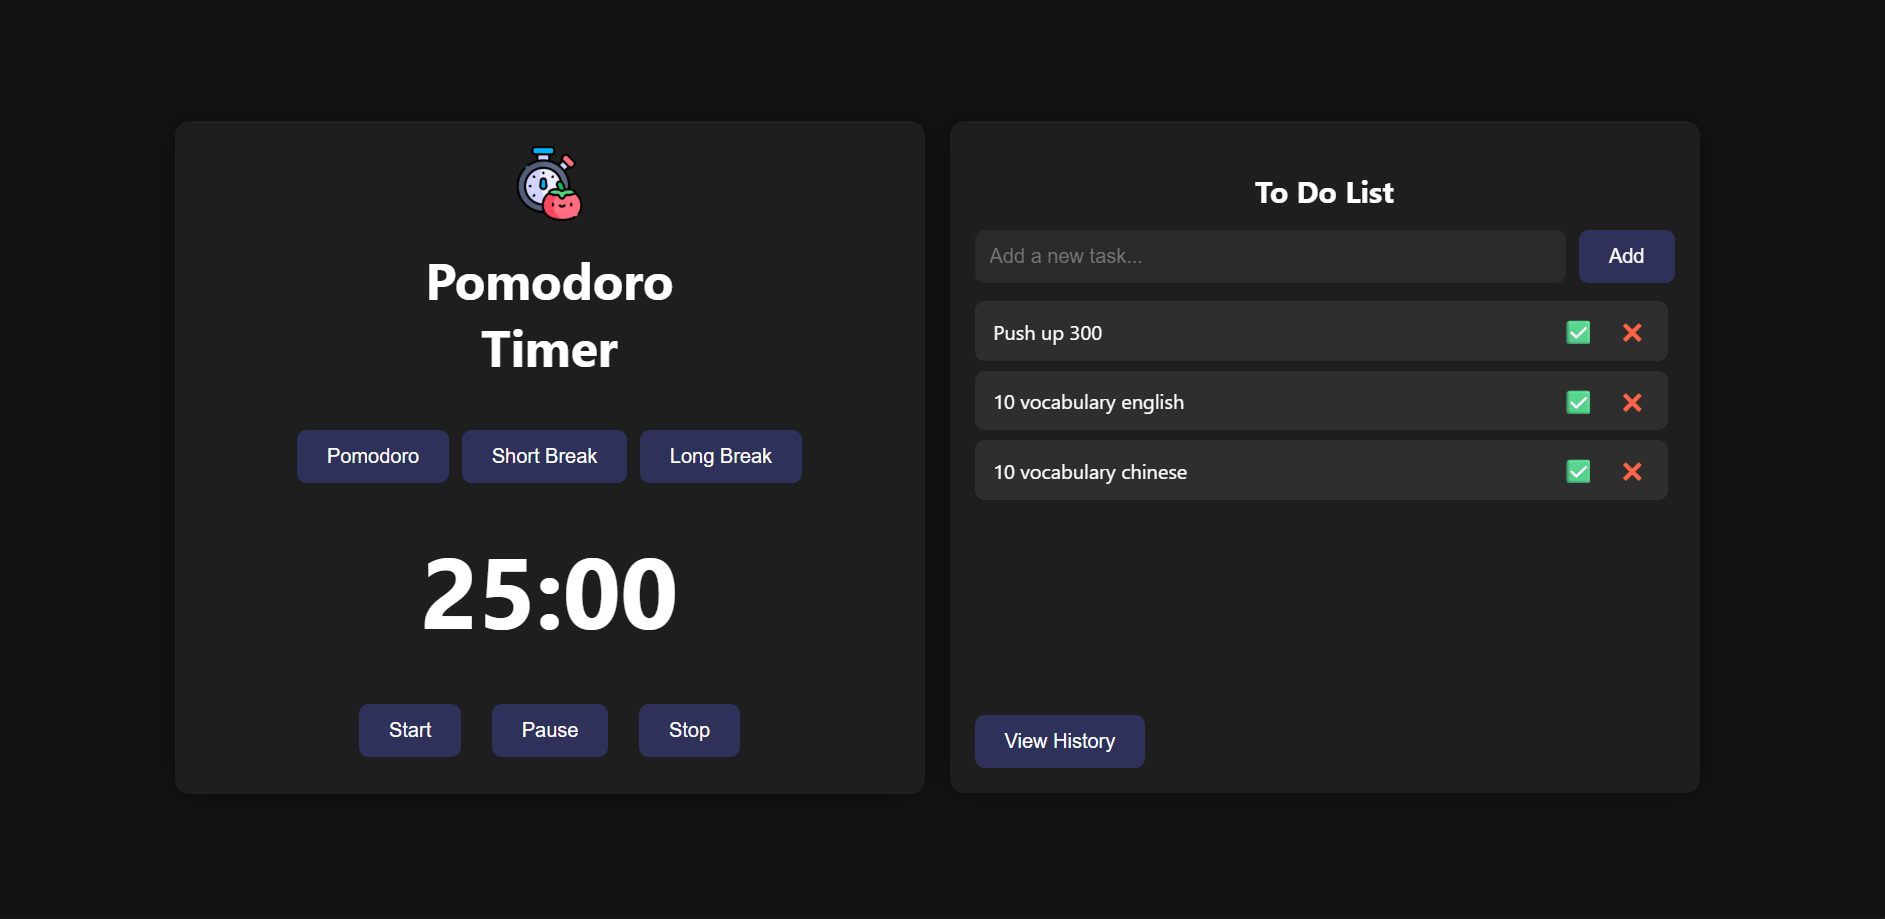 Pomodoro
Timer
Pomodoro Short Break Long Break
25:00
Start Pause Stop
To Do List
Add a new task... Add
Push up 300
10 vocabulary english
10 vocabulary chinese
View History